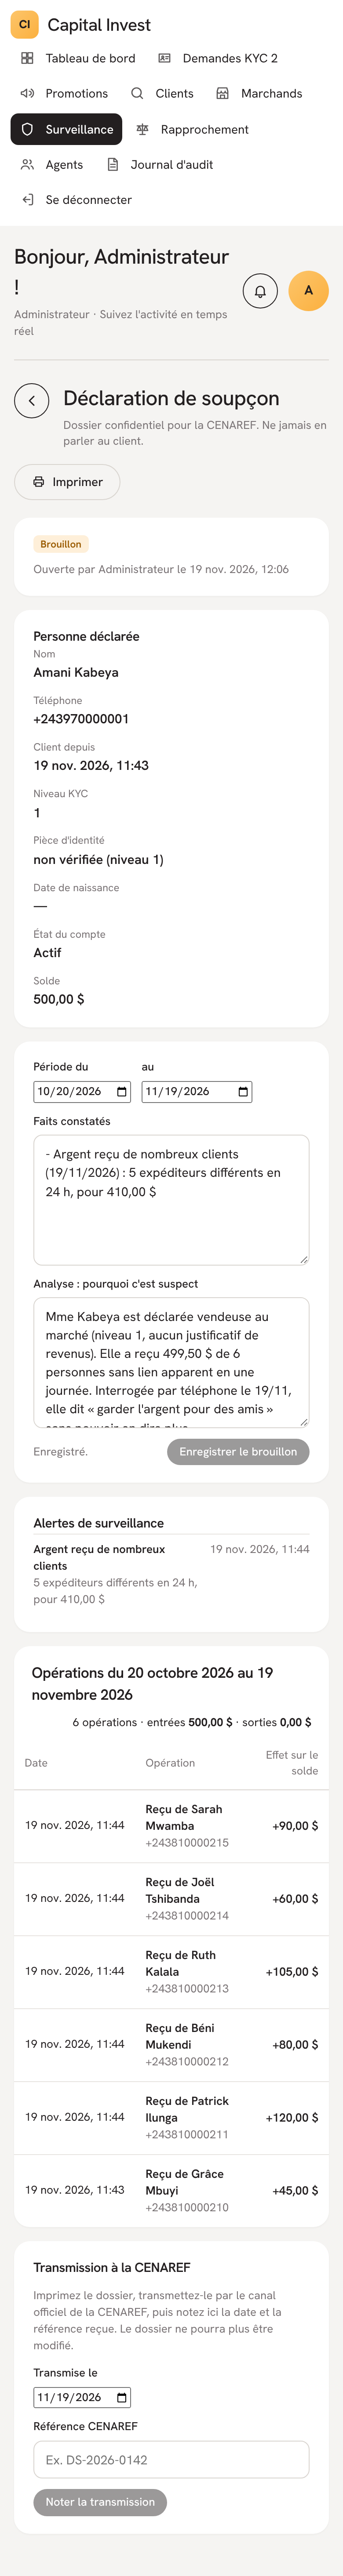 CI
Capital Invest
Tableau de bord
Demandes KYC 2
Promotions
Clients
Marchands
Surveillance
Rapprochement
Agents
Journal d'audit
Se déconnecter
Bonjour, Administrateur
!
Administrateur · Suivez l'activité en temps
réel
A
Déclaration de soupçon
Dossier confidentiel pour la CENAREF. Ne jamais en
parler au client.
Imprimer
Brouillon
Ouverte par Administrateur le 19 nov. 2026, 12:06
Personne déclarée
Nom
Amani Kabeya
Téléphone
+243970000001
Client depuis
19 nov. 2026, 11:43
Niveau KYC
1
Pièce d'identité
non vérifiée (niveau 1)
Date de naissance
—
État du compte
Actif
Solde
500,00 $
Période du
au
10/20/2026
11/19/2026
Faits constatés
- Argent reçu de nombreux clients
(19/11/2026) : 5 expéditeurs différents en
24 h, pour 410,00 $
Analyse : pourquoi c'est suspect
Mme Kabeya est déclarée vendeuse au
marché (niveau 1, aucun justificatif de
revenus). Elle a reçu 499,50 $ de 6
personnes sans lien apparent en une
journée. Interrogée par téléphone le 19/11,
elle dit « garder l'argent pour des amis »
sans pouvoir en dire plus.
Enregistré.
Enregistrer le brouillon
Alertes de surveillance
Argent reçu de nombreux
clients
19 nov. 2026, 11:44
5 expéditeurs différents en 24 h,
pour 410,00 $
Opérations du 20 octobre 2026 au 19
novembre 2026
6 opérations · entrées 500,00 $ · sorties 0,00 $
Date
Opération
Effet sur le
solde
19 nov. 2026, 11:44
Reçu de Sarah
Mwamba
+243810000215
+90,00 $
19 nov. 2026, 11:44
Reçu de Joël
Tshibanda
+243810000214
+60,00 $
19 nov. 2026, 11:44
Reçu de Ruth
Kalala
+243810000213
+105,00 $
19 nov. 2026, 11:44
Reçu de Béni
Mukendi
+243810000212
+80,00 $
19 nov. 2026, 11:44
Reçu de Patrick
Ilunga
+243810000211
+120,00 $
19 nov. 2026, 11:43
Reçu de Grâce
Mbuyi
+243810000210
+45,00 $
Transmission à la CENAREF
Imprimez le dossier, transmettez-le par le canal
officiel de la CENAREF, puis notez ici la date et la
référence reçue. Le dossier ne pourra plus être
modifié.
Transmise le
11/19/2026
Référence CENAREF
Ex. DS-2026-0142
Noter la transmission